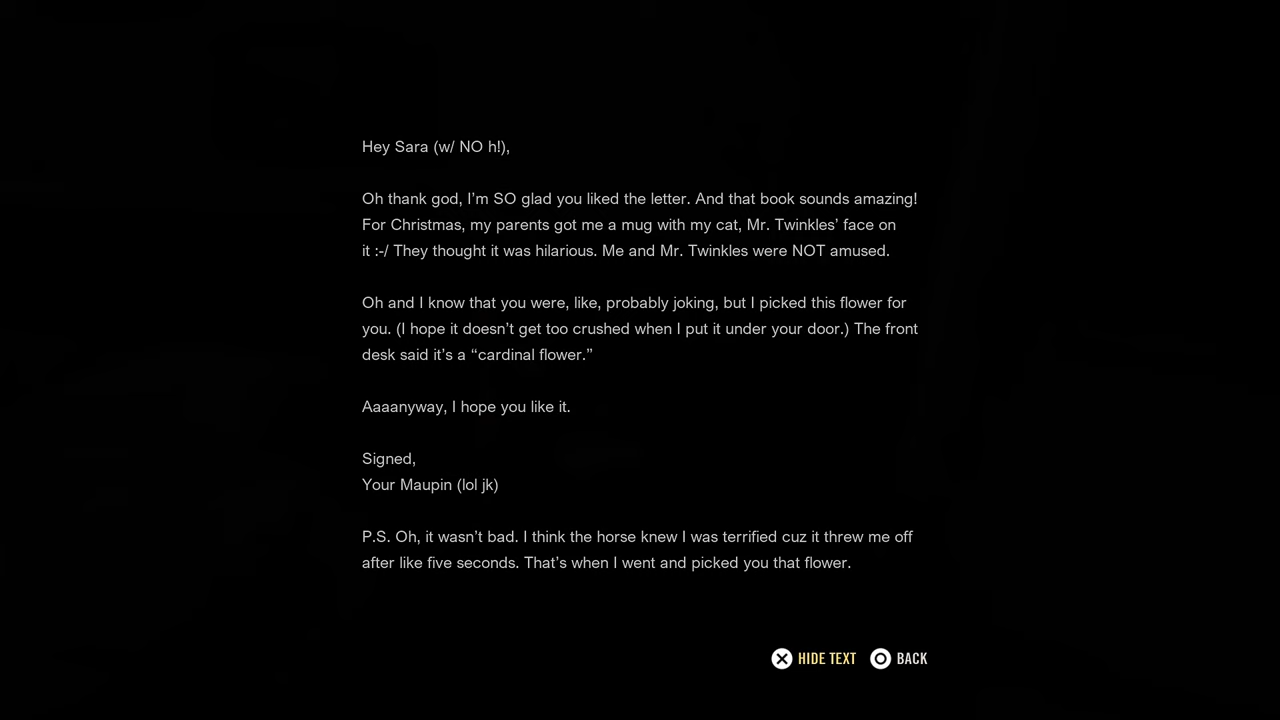 Hey Sara (w/ NO h!),
Oh thank god, I’m SO glad you liked the letter. And that book sounds amazing!
For Christmas, my parents got me a mug with my cat, Mr. Twinkles’ face on
it :-/ They thought it was hilarious. Me and Mr. Twinkles were NOT amused.
Oh and I know that you were, like, probably joking, but I picked this flower for
you. (I hope it doesn’t get too crushed when I put it under your door.) The front
desk said it’s a “cardinal flower.”
Aaaanyway, I hope you like it.
Signed,
Your Maupin (lol jk)
P.S. Oh, it wasn’t bad. I think the horse knew I was terrified cuz it threw me off
after like five seconds. That’s when I went and picked you that flower.
HIDE TEXT BACK